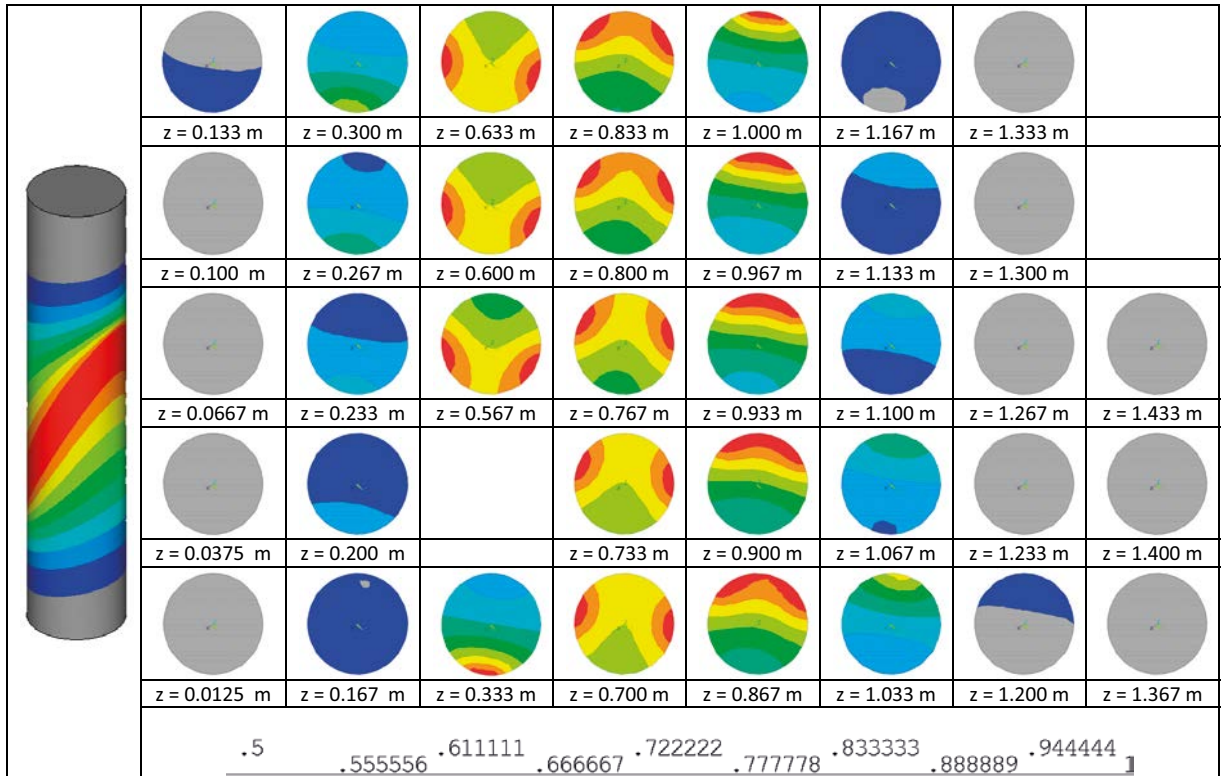 z = 0.133 m z = 0.300 m z = 0.633 m z = 0.833 m z = 1.000 m z = 1.167 m z = 1.333 m
z = 0.100 m z = 0.267 m z = 0.600 m z = 0.800 m z = 0.967 m z = 1.133 m z = 1.300 m
z = 0.0667 m z = 0.233 m z = 0.567 m z = 0.767 m z = 0.933 m z = 1.100 m z = 1.267 m z = 1.433 m
z = 0.0375 m z = 0.200 m z = 0.733 m z = 0.900 m z = 1.067 m z = 1.233 m z = 1.400 m
z = 0.0125 m z = 0.167 m z = 0.333 m z = 0.700 m z = 0.867 m z = 1.033 m z = 1.200 m z = 1.367 m
.5 .611111 .722222 .833333 .944444
.555556 .666667 .777778 .888889 1